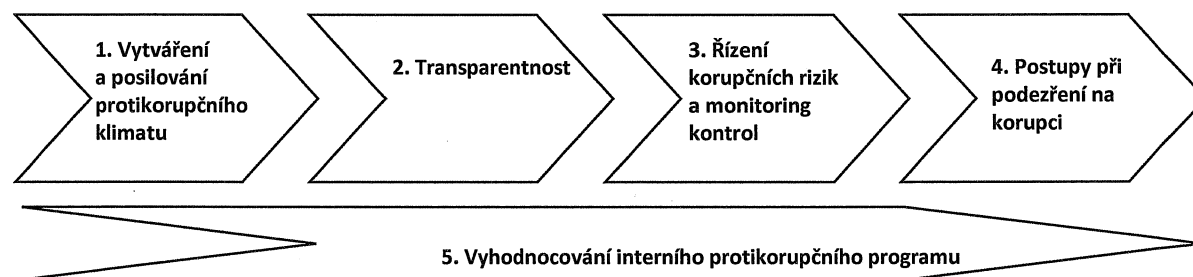 1. Vytváření
a posilování
protikorupčního
klimatu
2. Transparentnost
3. Řízení
korupčních rizik
a monitoring
kontrol
4. Postupy při
podezření na
korupci
5. Vyhodnocování interního protikorupčního programu